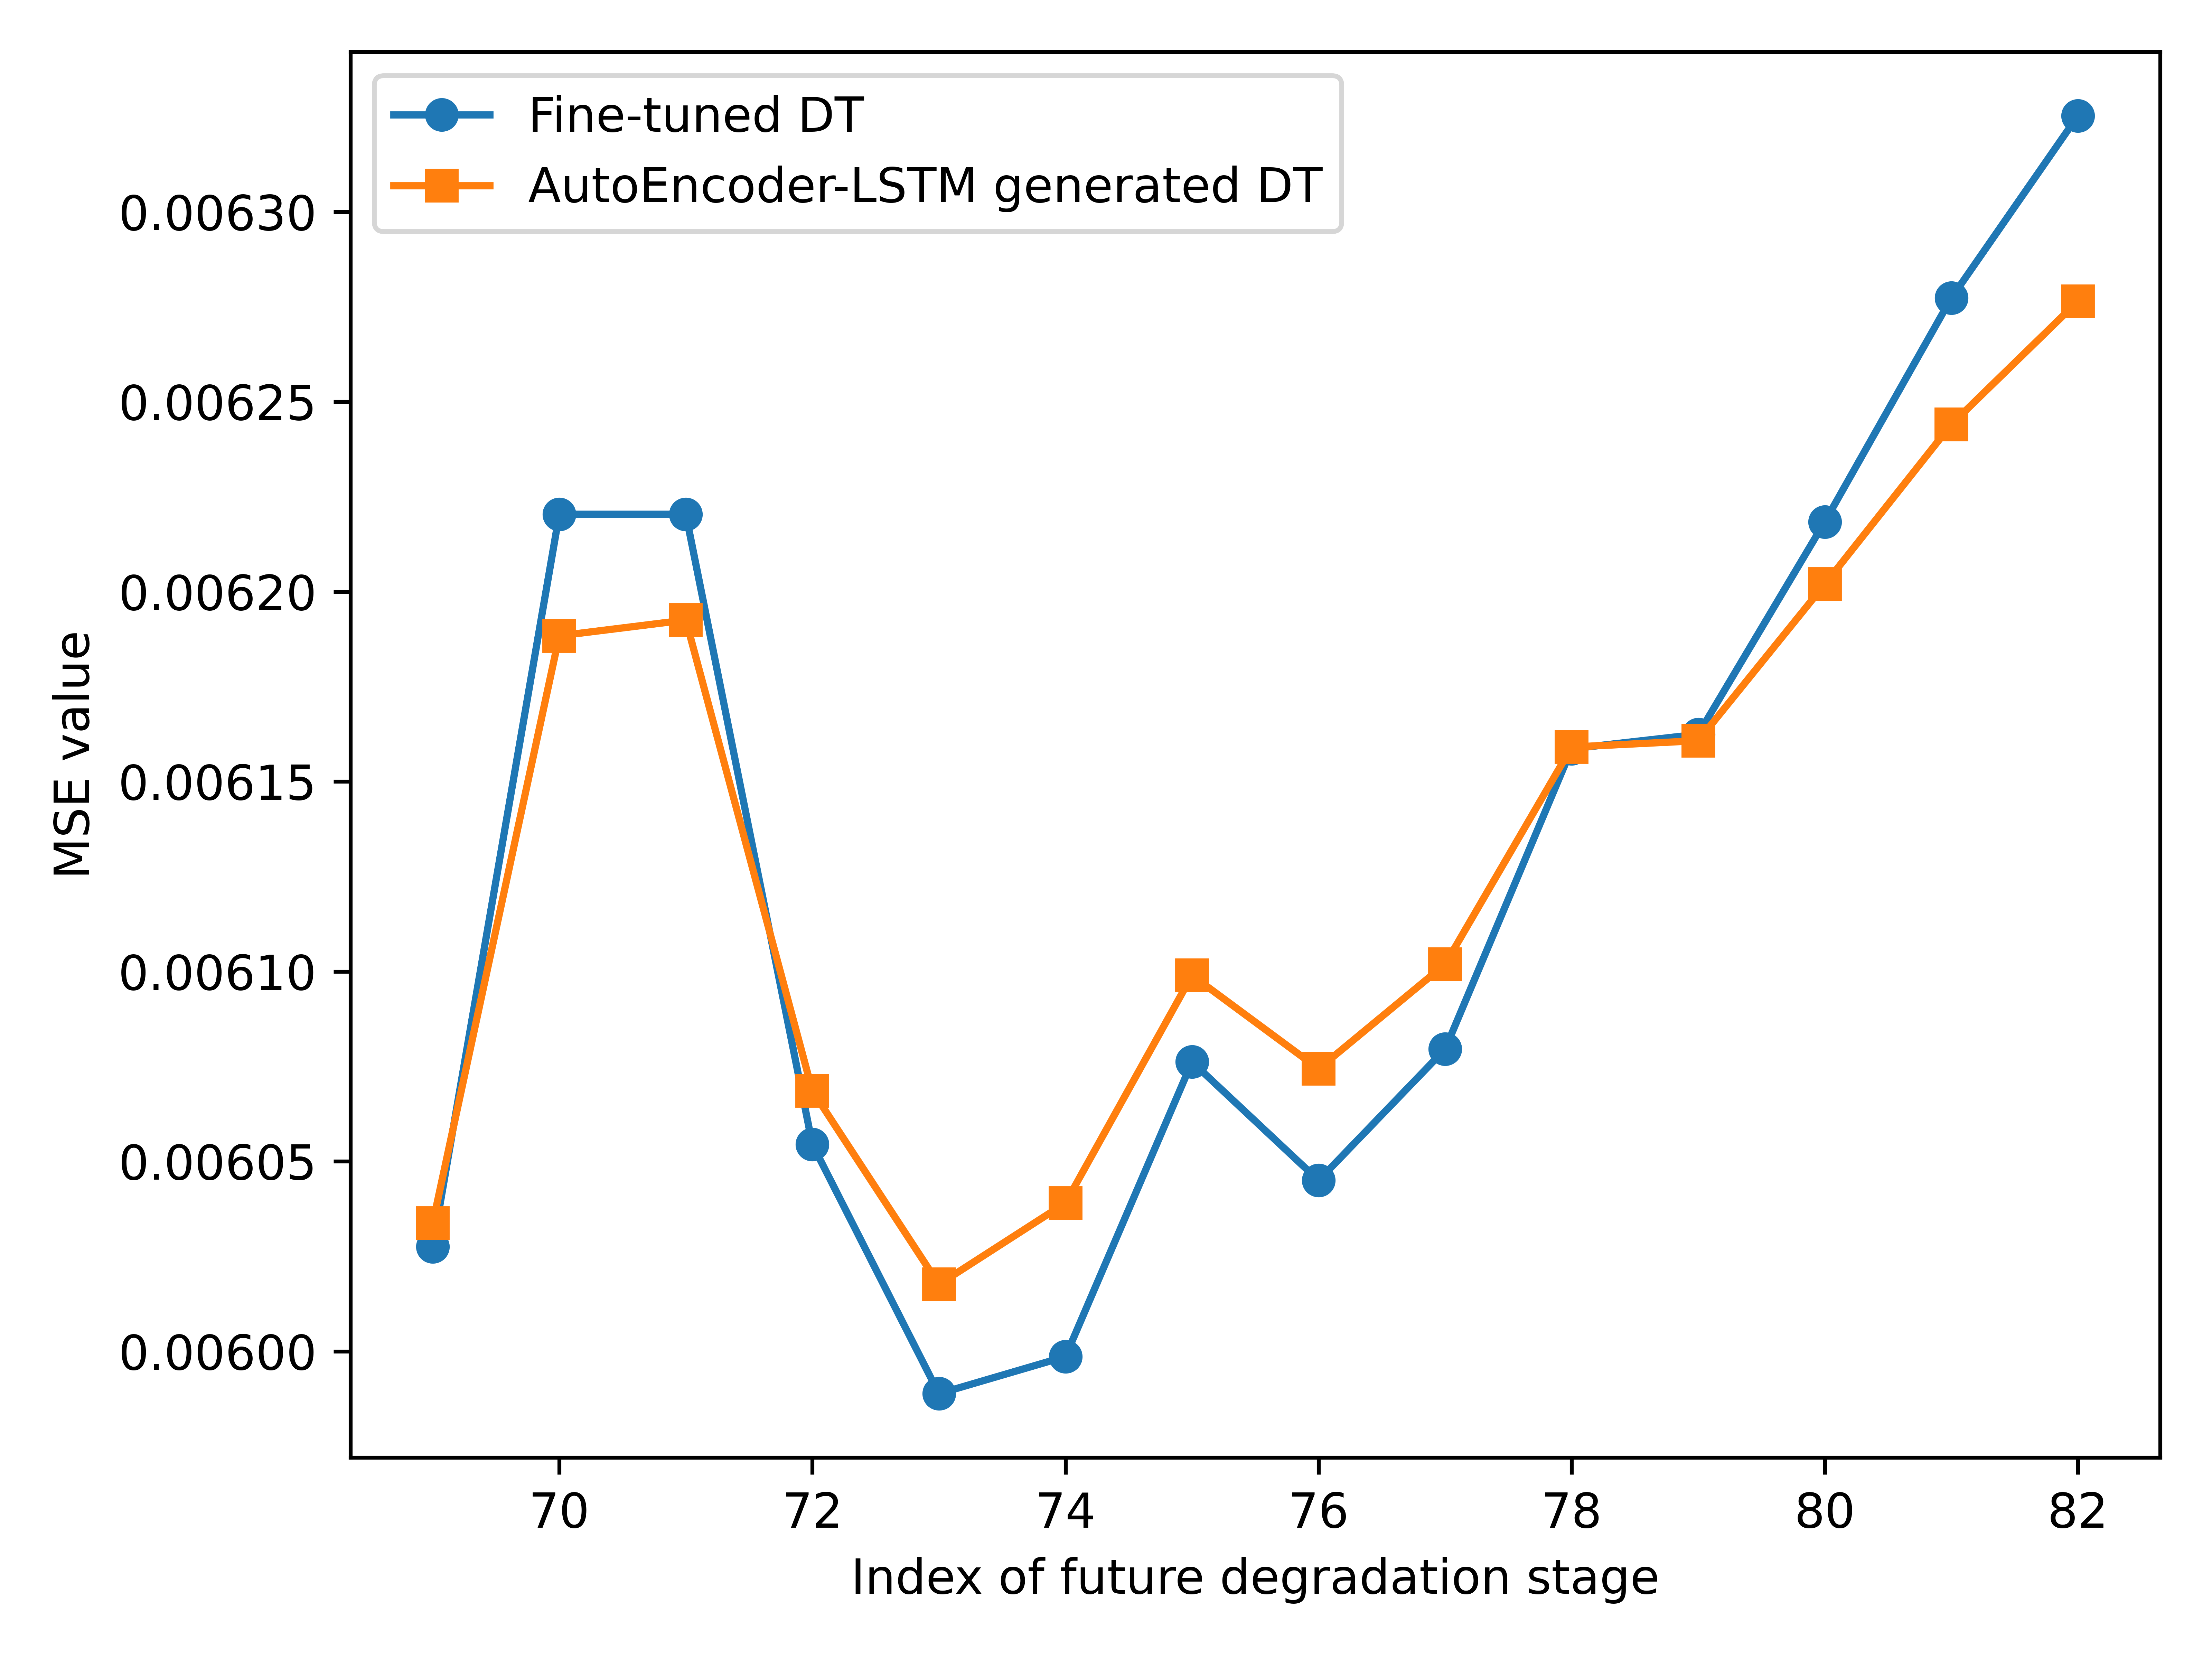 Fine-tuned DT
AutoEncoder-LSTM generated DT
0.00630
0.00625
0.00620
0.00615
0.00610
0.00605
0.00600
MSE value
70 72 74 76 78 80 82
Index of future degradation stage